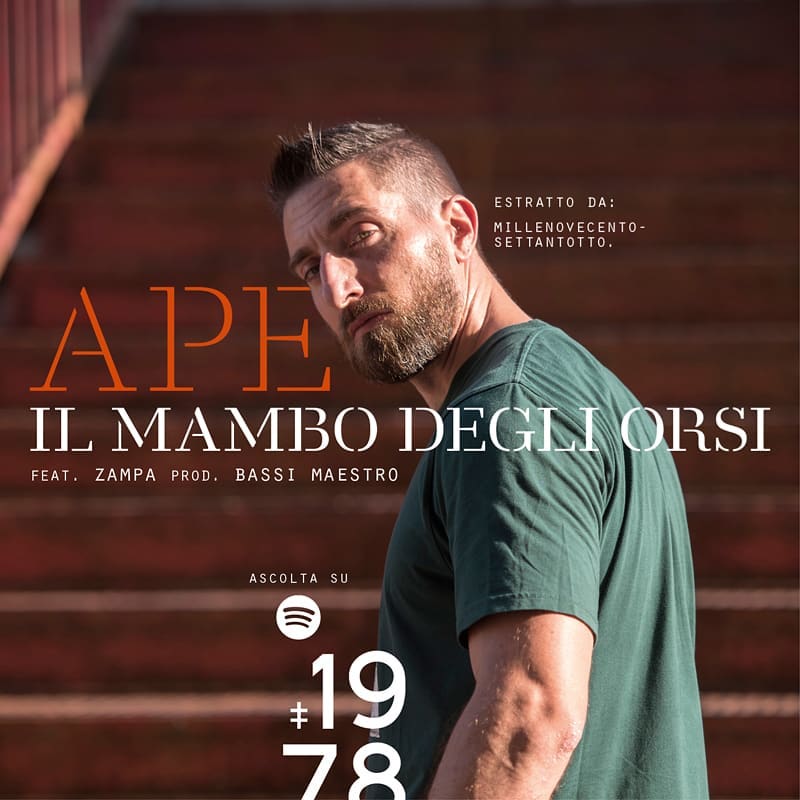 ESTRATTO DA:
MILLENOVECENTO-
SETTANTOTTO.
APE
IL MAMBO DEGLI ORSI
FEAT. ZAMPA PROD. BASSI MAESTRO
ASCOLTA SU
‡19
78